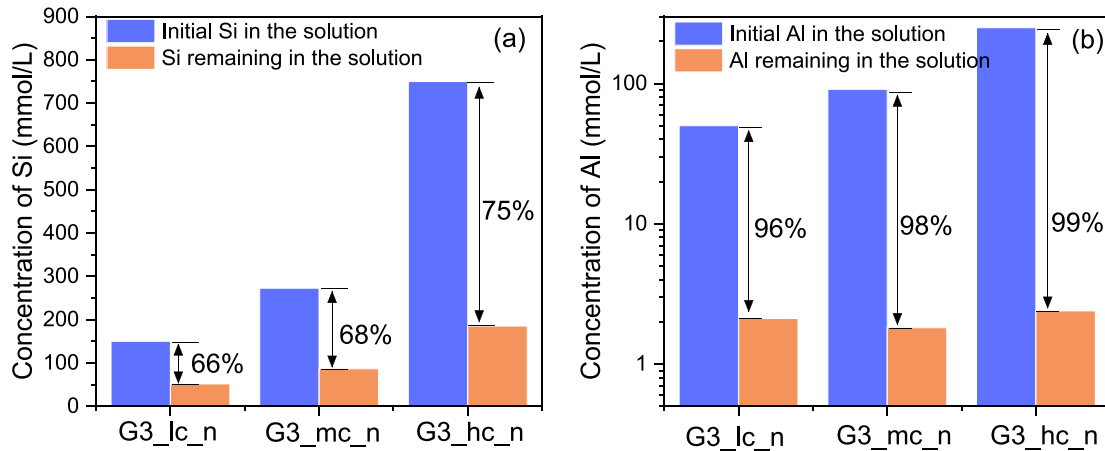 Concentration of Si (mmol/L)
900
800
700
600
500
400
300
200
100
0
Initial Si in the solution
Si remaining in the solution
(a)
66%
68%
75%
G3_lc_n
G3_mc_n
G3_hc_n
Concentration of Al (mmol/L)
100
10
1
Initial Al in the solution
Al remaining in the solution
(b)
96%
98%
99%
G3_lc_n
G3_mc_n
G3_hc_n